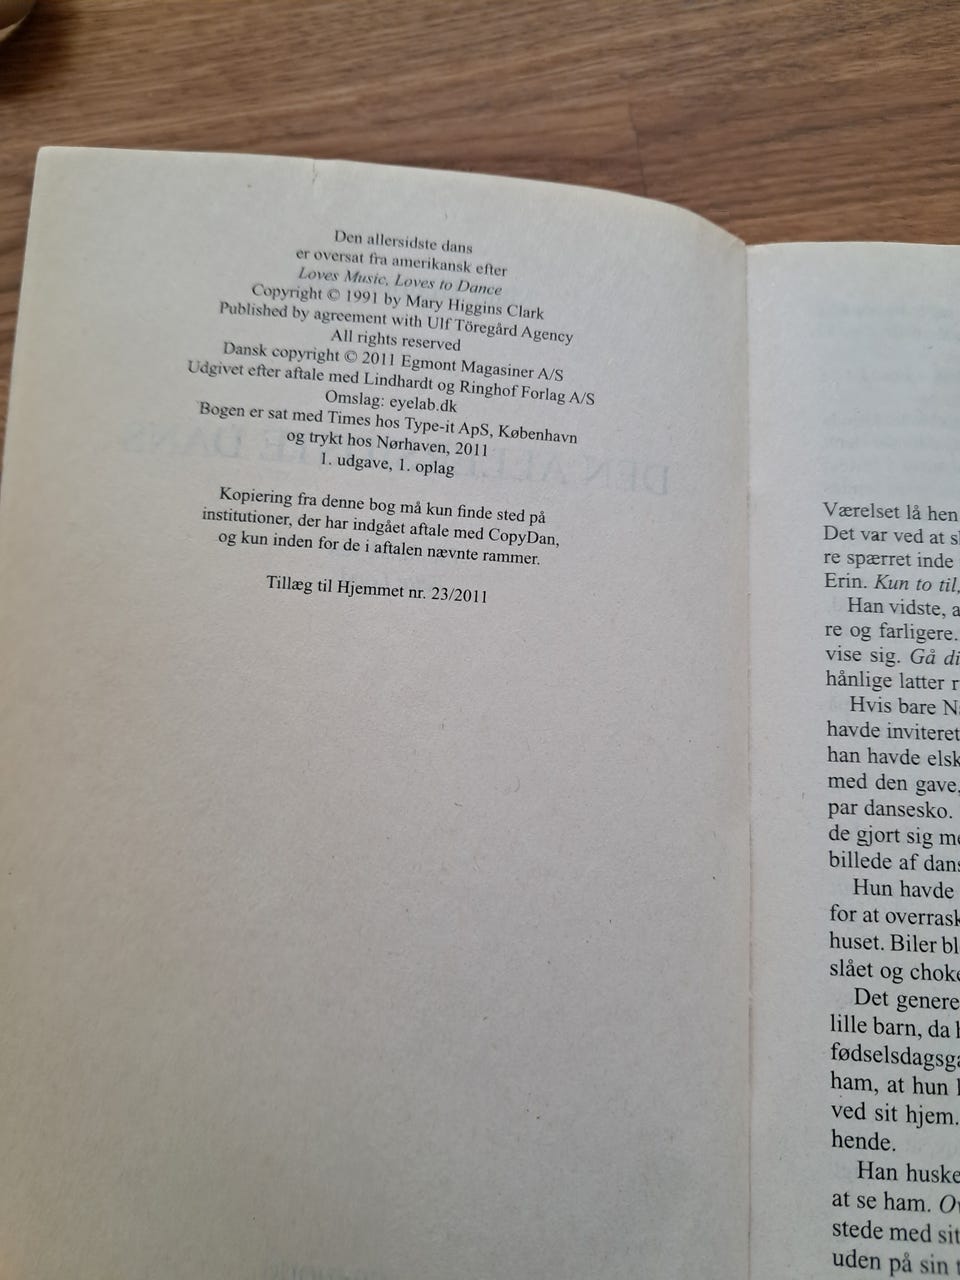 Den allersidste dans
er oversat fra amerikansk efter
Loves Music, Loves to Dance
Copyright © 1991 by Mary Higgins Clark
Published by agreement with Ulf Töregård Agency
All rights reserved
Dansk copyright © 2011 Egmont Magasiner A/S
Udgivet efter aftale med Lindhardt og Ringhof Forlag A/S
Omslag: eyelab.dk
Bogen er sat med Times hos Type-it ApS, København
og trykt hos Nørhaven, 2011
1. udgave, 1. oplag
Kopiering fra denne bog må kun finde sted på
institutioner, der har indgået aftale med CopyDan,
og kun inden for de i aftalen nævnte rammer.
Tillæg til Hjemmet nr. 23/2011
Værelset lå hen
Det var ved at
re spærret inde
Erin. Kun to til,
Han vidste, a
re og farligere.
vise sig. Gå di
hånlige latter r
Hvis bare
havde inviteret
han havde elsk
med den gave,
par dansesko.
de gjort sig me
billede af dans
Hun havde
for at overrask
huset. Biler bl
slået og choke
Det genere
lille barn, da
fødselsdagsga
ham, at hun
ved sit hjem.
hende.
Han huske
at se ham.
stede med sit
uden på sin